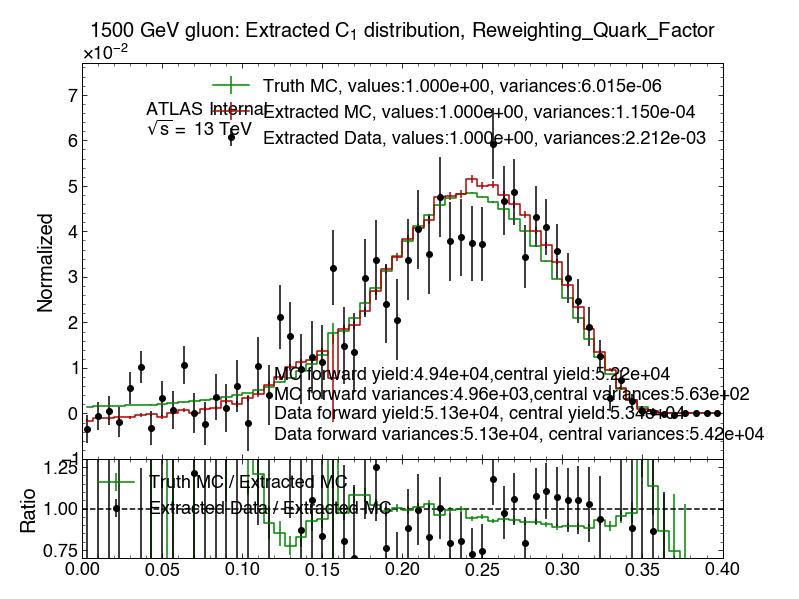 1500 GeV gluon: Extracted C₁ distribution, Reweighting_Quark_Factor
×10⁻²
Truth MC, values:1.000e+00, variances:6.015e-06
ATLAS Internal
Extracted MC, values:1.000e+00, variances:1.150e-04
√s = 13 TeV
Extracted Data, values:1.000e+00, variances:2.212e-03
Normalized
7
6
5
4
3
2
1
0
MC forward yield:4.94e+04,central yield:5.22e+04
MC forward variances:4.96e+03,central variances:5.63e+02
Data forward yield:5.13e+04, central yield:5.34e+04
Data forward variances:5.13e+04, central variances:5.42e+04
Ratio
1.25
1.00
0.75
Truth MC / Extracted MC
Extracted Data / Extracted MC
0.00 0.05 0.10 0.15 0.20 0.25 0.30 0.35 0.40